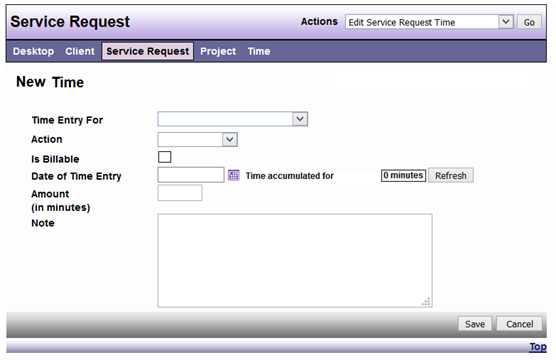 Service Request
Actions Edit Service Request Time Go
Desktop Client Service Request Project Time
New Time
Time Entry For
Action
Is Billable
Date of Time Entry Time accumulated for 0 minutes Refresh
Amount
(in minutes)
Note
Save Cancel
Top